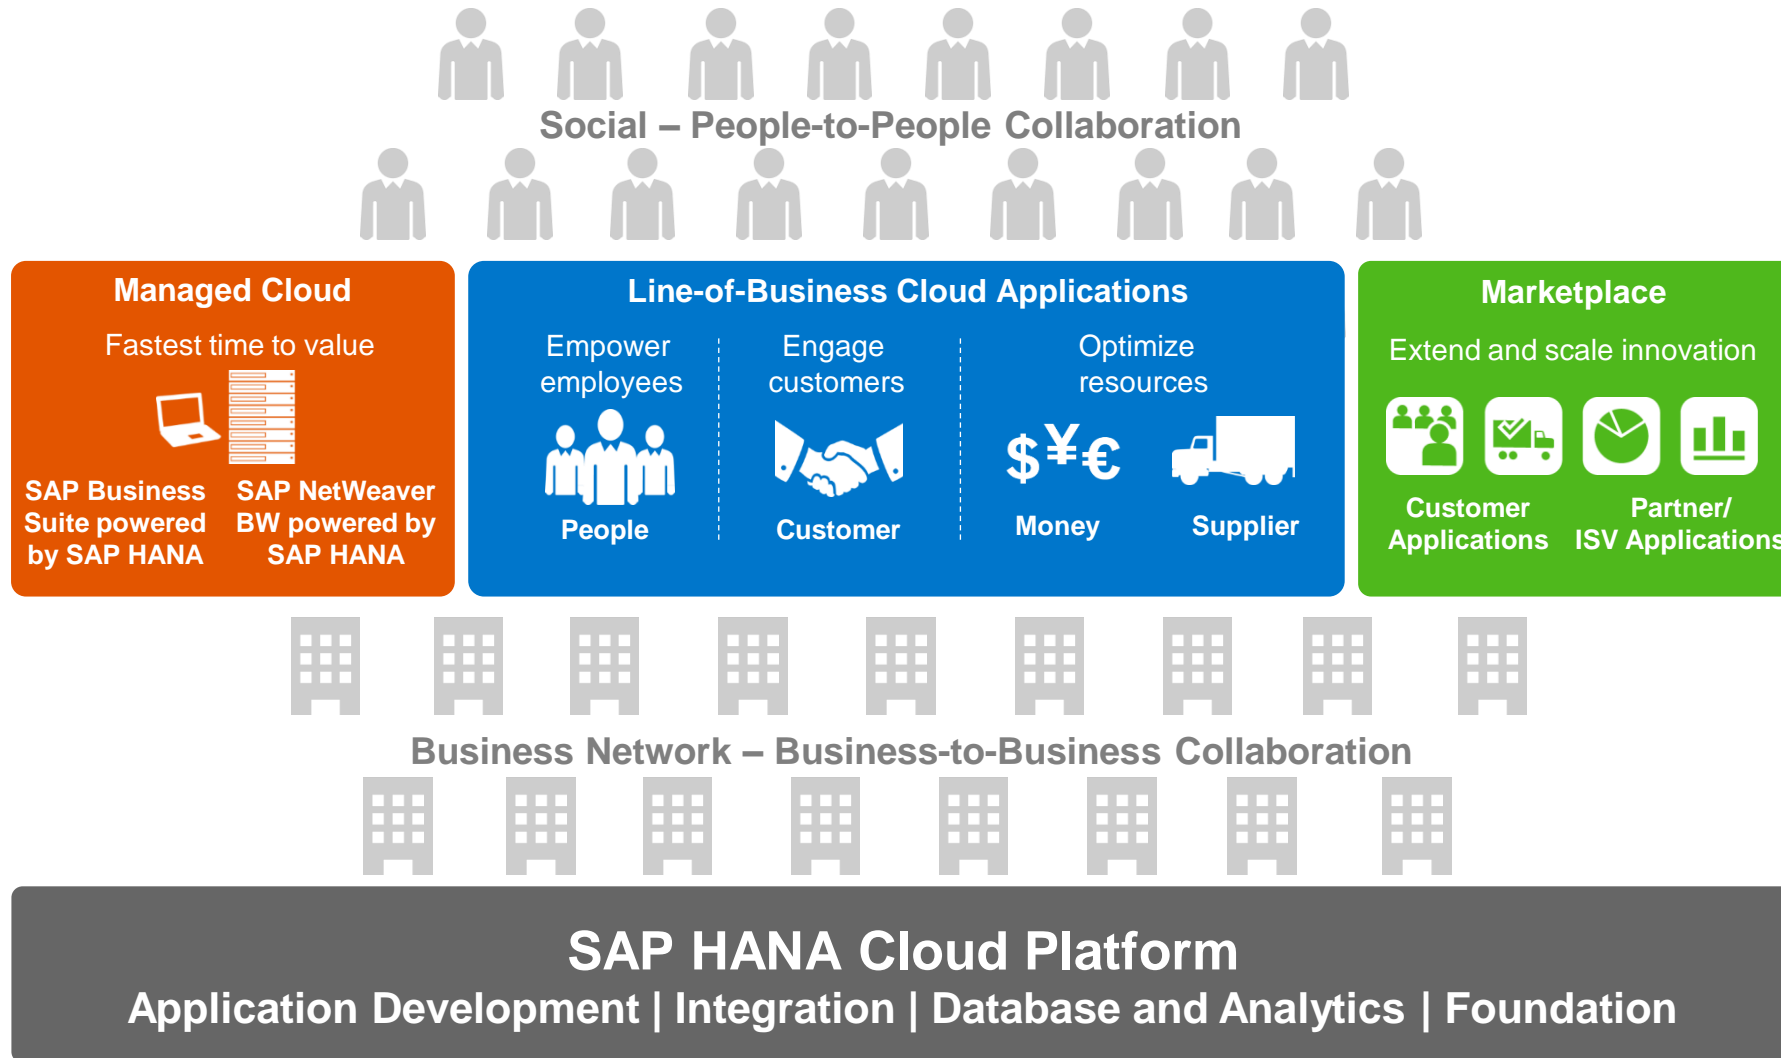 Social – People-to-People Collaboration
Managed Cloud
Fastest time to value
SAP Business
Suite powered
by SAP HANA
SAP NetWeaver
BW powered by
SAP HANA
Line-of-Business Cloud Applications
Empower
employees
People
Engage
customers
Customer
Optimize
resources
$¥€
Money
Supplier
Marketplace
Extend and scale innovation
Customer
Applications
Partner/
ISV Applications
Business Network – Business-to-Business Collaboration
SAP HANA Cloud Platform
Application Development | Integration | Database and Analytics | Foundation